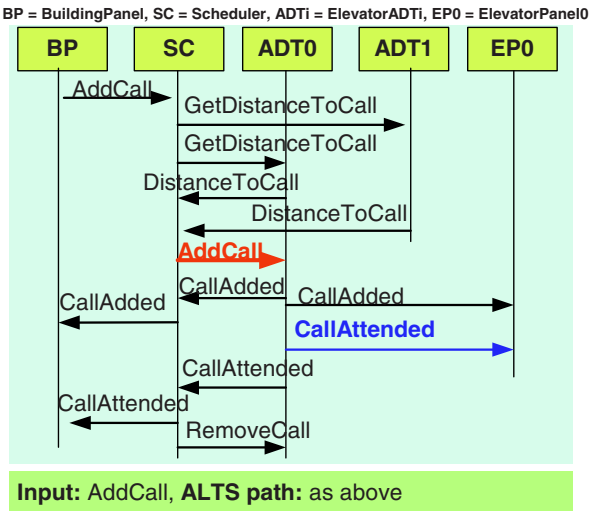 BP = BuildingPanel, SC = Scheduler, ADTi = ElevatorADTi, EP0 = ElevatorPanel0
BP SC ADT0 ADT1 EP0
AddCall
GetDistanceToCall
GetDistanceToCall
DistanceToCall
DistanceToCall
AddCall
CallAdded
CallAdded
CallAdded
CallAttended
CallAttended
CallAttended
RemoveCall
Input: AddCall, ALTS path: as above